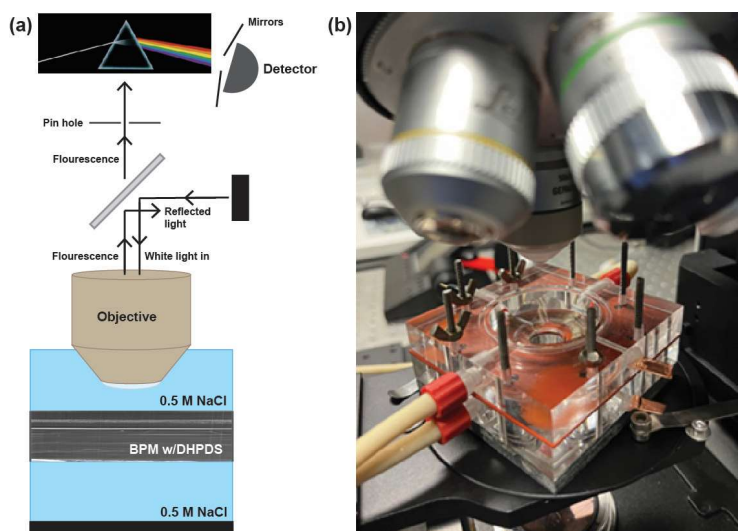 (a)
Mirrors
Detector
Pin hole
Flourescence
Reflected
light
Flourescence
White light in
Objective
0.5 M NaCl
BPM w/DHPDS
0.5 M NaCl
(b)